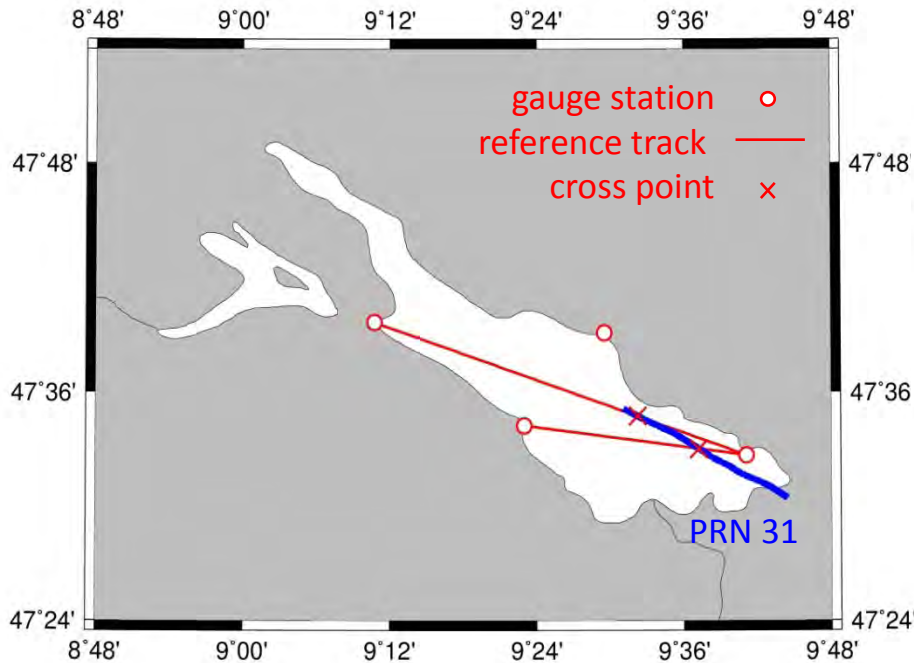 8˚48' 9˚00' 9˚12' 9˚24' 9˚36' 9˚48'
gauge station
reference track
47˚48' 47˚48'
cross point
47˚36' 47˚36'
PRN 31
47˚24' 47˚24'
8˚48' 9˚00' 9˚12' 9˚24' 9˚36' 9˚48'